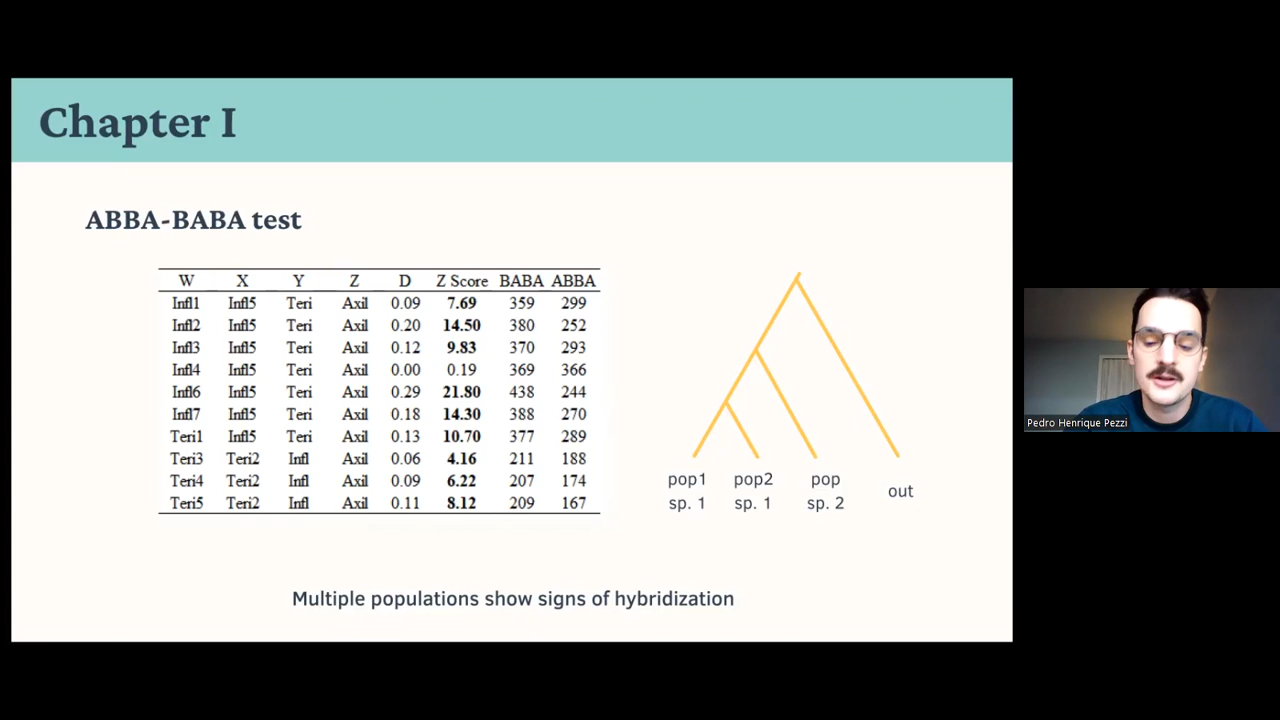 Chapter I
ABBA-BABA test
W X Y Z D Z Score BABA ABBA
Infl1 Infl5 Teri Axil 0.09 7.69 359 299
Infl2 Infl5 Teri Axil 0.20 14.50 380 252
Infl3 Infl5 Teri Axil 0.12 9.83 370 293
Infl4 Infl5 Teri Axil 0.00 0.19 369 366
Infl6 Infl5 Teri Axil 0.29 21.80 438 244
Infl7 Infl5 Teri Axil 0.18 14.30 388 270
Teri1 Infl5 Teri Axil 0.13 10.70 377 289
Teri3 Teri2 Infl Axil 0.06 4.16 211 188
Teri4 Teri2 Infl Axil 0.09 6.22 207 174
Teri5 Teri2 Infl Axil 0.11 8.12 209 167
pop1 pop2 pop
sp. 1 sp. 1 sp. 2
out
Multiple populations show signs of hybridization
Pedro Henrique Pezzi